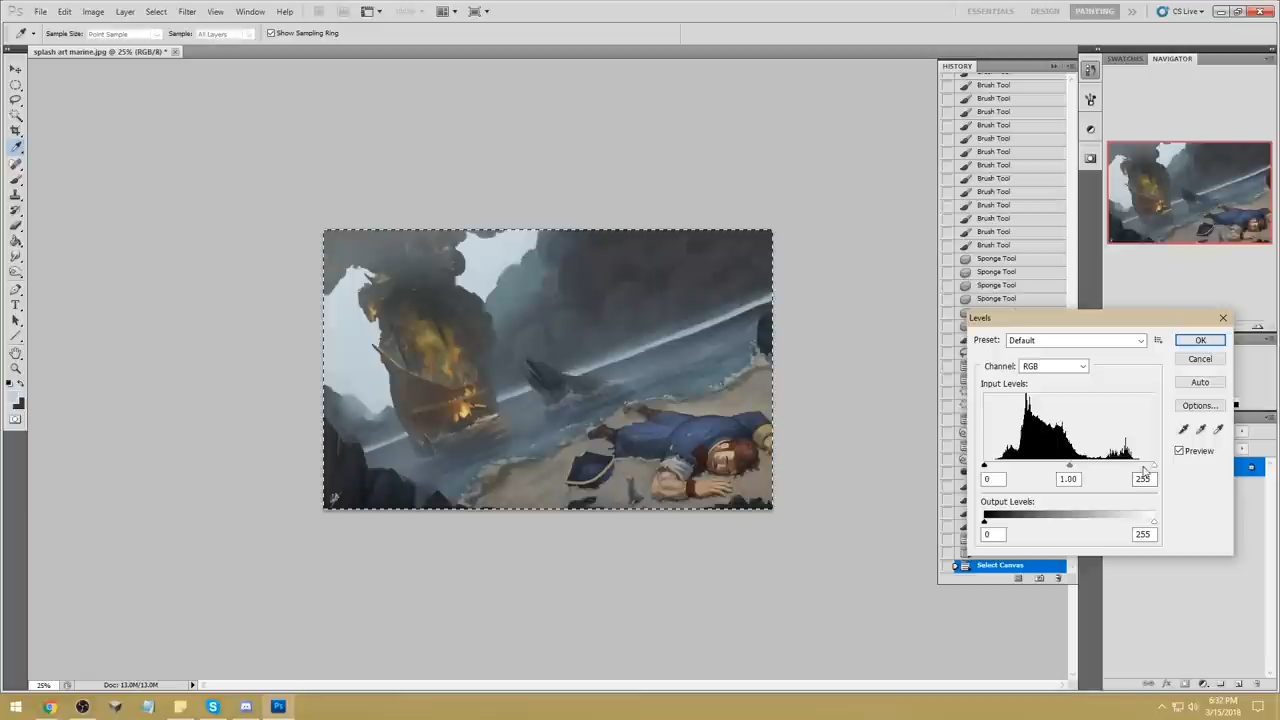 Ps File Edit Image Layer Select Filter View Window Help 100% ESSENTIALS DESIGN PAINTING CS Live
Sample Size: Point Sample Sample: All Layers Show Sampling Ring
splash art marine.jpg @ 25% (RGB/8) *
HISTORY
SWATCHES NAVIGATOR
Brush Tool
Brush Tool
Brush Tool
Brush Tool
Brush Tool
Brush Tool
Brush Tool
Brush Tool
Brush Tool
Brush Tool
Brush Tool
Brush Tool
Brush Tool
Sponge Tool
Sponge Tool
Sponge Tool
Sponge Tool
Levels
Preset: Default OK
Channel: RGB Cancel
Input Levels: Auto
Options...
Preview
0 1.00 255
Output Levels:
0 255
Select Canvas
25% Doc: 13.0M/13.0M
6:32 PM
3/15/2018